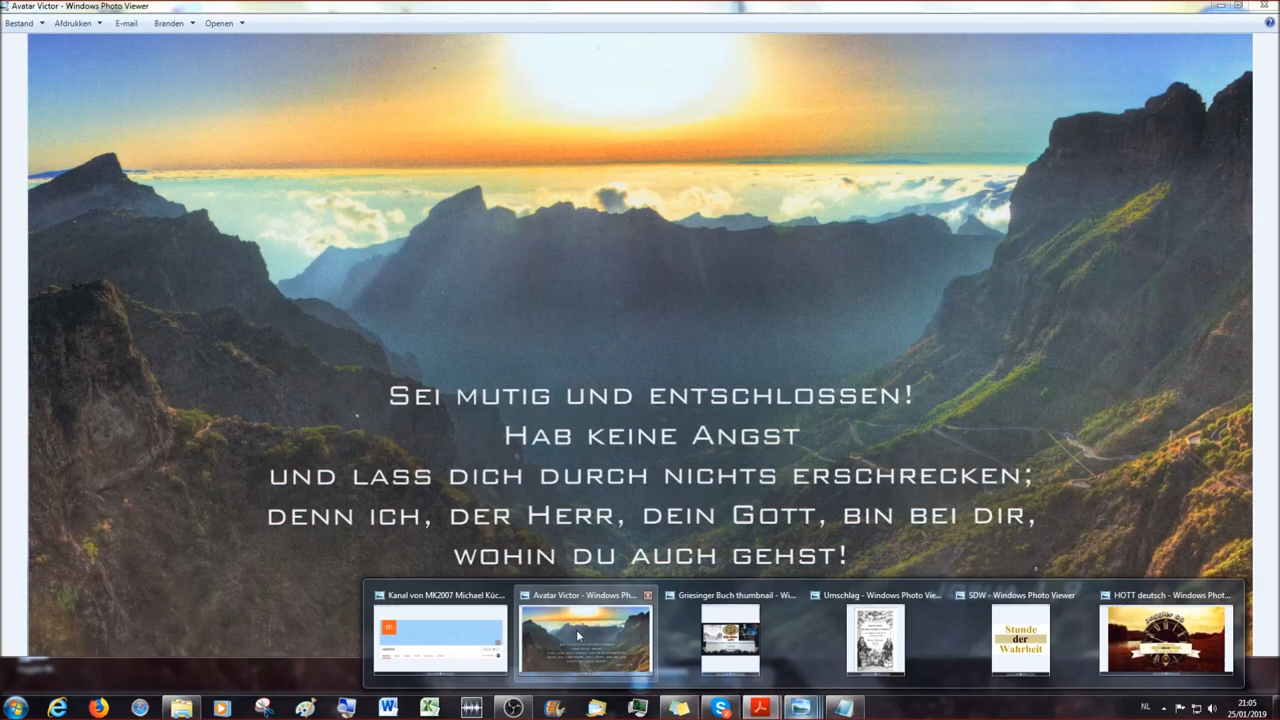 Avatar Victor - Windows Photo Viewer
Bestand Afdrukken E-mail Branden Openen
Sei mutig und entschlossen!
Hab keine Angst
und lass dich durch nichts erschrecken;
denn ich, der Herr, dein Gott, bin bei dir,
wohin du auch gehst!
Kanal von MK2007 Michael Küc... Avatar Victor - Windows Ph... Griesinger Buch thumbnail - Wi... Umschlag - Windows Photo Vie... SDW - Windows Photo Viewer HOTT deutsch - Windows Phot...
Stunde
der
Wahrheit
NL
21:05
25/01/2019